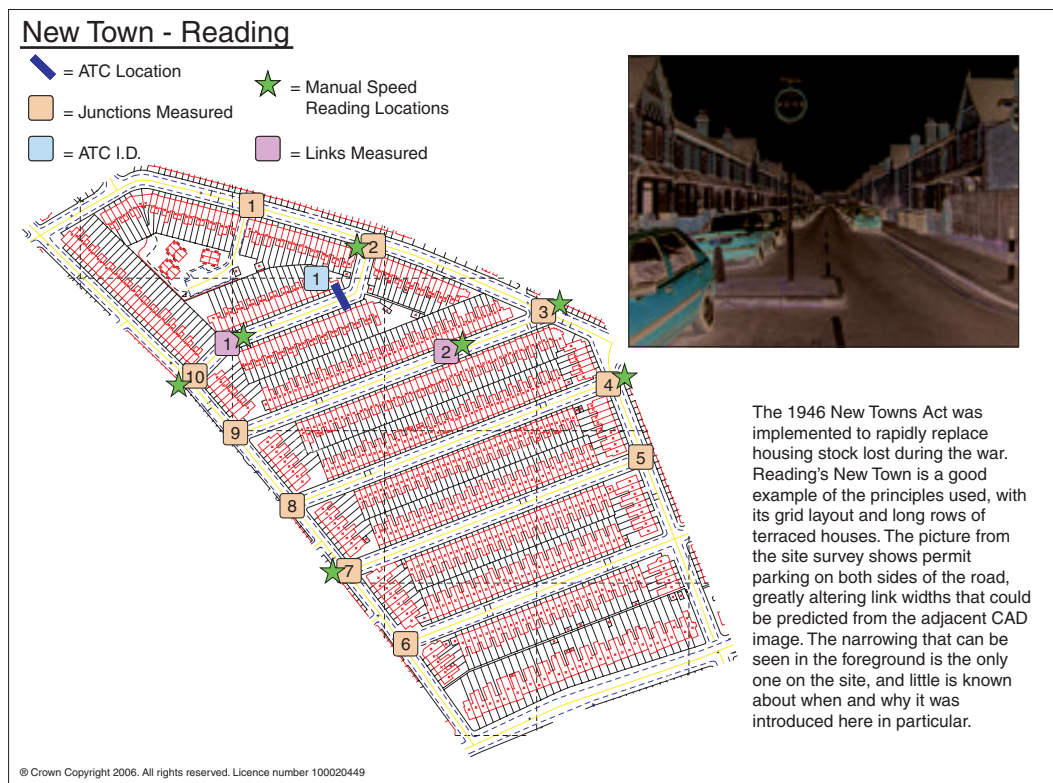 New Town - Reading
= ATC Location
= Junctions Measured
= ATC I.D.
= Manual Speed
Reading Locations
= Links Measured
1
2
1
3
1
2
10
4
9
5
8
7
6
The 1946 New Towns Act was
implemented to rapidly replace
housing stock lost during the war.
Reading's New Town is a good
example of the principles used, with
its grid layout and long rows of
terraced houses. The picture from
the site survey shows permit
parking on both sides of the road,
greatly altering link widths that could
be predicted from the adjacent CAD
image. The narrowing that can be
seen in the foreground is the only
one on the site, and little is known
about when and why it was
introduced here in particular.
® Crown Copyright 2006. All rights reserved. Licence number 100020449